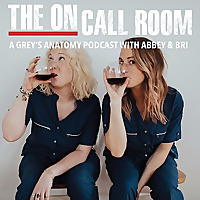 THE ON CALL ROOM
A GREY'S ANATOMY PODCAST WITH ABBEY & BRI